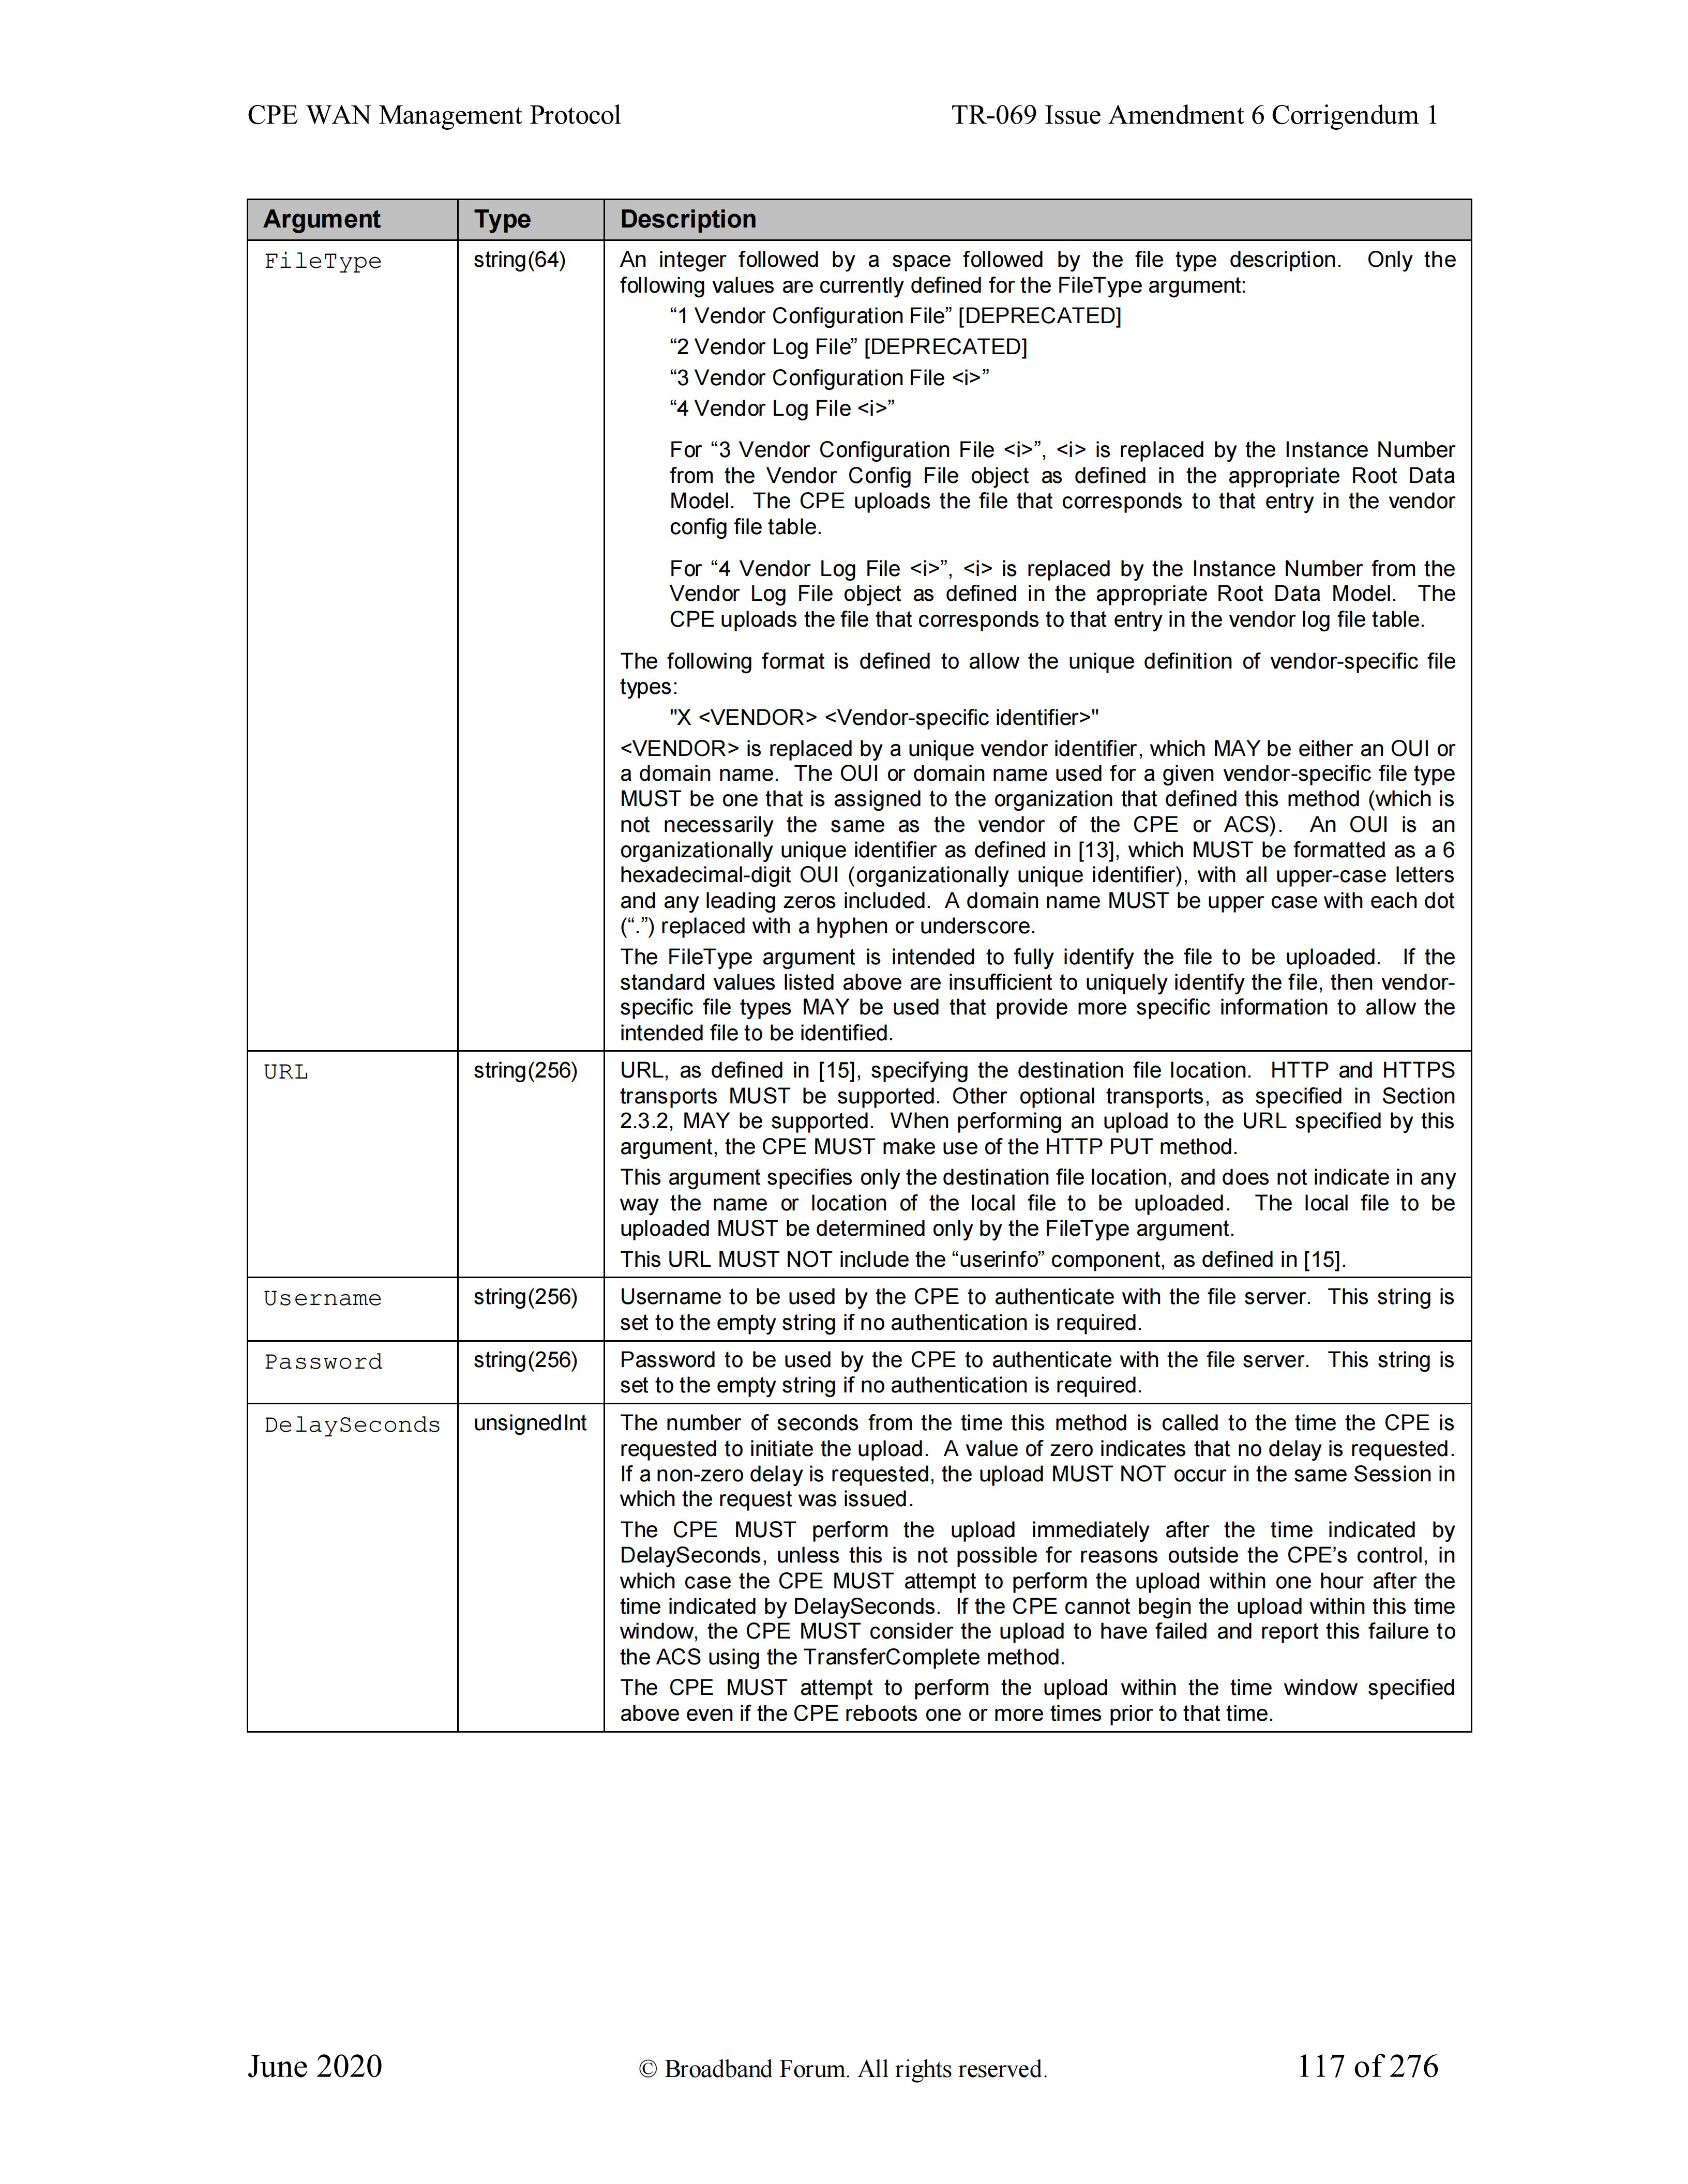 CPE WAN Management Protocol
TR-069 Issue Amendment 6 Corrigendum 1
Argument
Type
Description
FileType
string(64)
An integer followed by a space followed by the file type description. Only the
following values are currently defined for the FileType argument:
“1 Vendor Configuration File” [DEPRECATED]
“2 Vendor Log File” [DEPRECATED]
“3 Vendor Configuration File <i>”
“4 Vendor Log File <i>”
For “3 Vendor Configuration File <i>”, <i> is replaced by the Instance Number
from the Vendor Config File object as defined in the appropriate Root Data
Model. The CPE uploads the file that corresponds to that entry in the vendor
config file table.
For “4 Vendor Log File <i>”, <i> is replaced by the Instance Number from the
Vendor Log File object as defined in the appropriate Root Data Model. The
CPE uploads the file that corresponds to that entry in the vendor log file table.
The following format is defined to allow the unique definition of vendor-specific file
types:
"X <VENDOR> <Vendor-specific identifier>"
<VENDOR> is replaced by a unique vendor identifier, which MAY be either an OUI or
a domain name. The OUI or domain name used for a given vendor-specific file type
MUST be one that is assigned to the organization that defined this method (which is
not necessarily the same as the vendor of the CPE or ACS). An OUI is an
organizationally unique identifier as defined in [13], which MUST be formatted as a 6
hexadecimal-digit OUI (organizationally unique identifier), with all upper-case letters
and any leading zeros included. A domain name MUST be upper case with each dot
(“.”) replaced with a hyphen or underscore.
The FileType argument is intended to fully identify the file to be uploaded. If the
standard values listed above are insufficient to uniquely identify the file, then vendor-
specific file types MAY be used that provide more specific information to allow the
intended file to be identified.
URL
string(256)
URL, as defined in [15], specifying the destination file location. HTTP and HTTPS
transports MUST be supported. Other optional transports, as specified in Section
2.3.2, MAY be supported. When performing an upload to the URL specified by this
argument, the CPE MUST make use of the HTTP PUT method.
This argument specifies only the destination file location, and does not indicate in any
way the name or location of the local file to be uploaded. The local file to be
uploaded MUST be determined only by the FileType argument.
This URL MUST NOT include the “userinfo” component, as defined in [15].
Username
string(256)
Username to be used by the CPE to authenticate with the file server. This string is
set to the empty string if no authentication is required.
Password
string(256)
Password to be used by the CPE to authenticate with the file server. This string is
set to the empty string if no authentication is required.
DelaySeconds
unsignedInt
The number of seconds from the time this method is called to the time the CPE is
requested to initiate the upload. A value of zero indicates that no delay is requested.
If a non-zero delay is requested, the upload MUST NOT occur in the same Session in
which the request was issued.
The CPE MUST perform the upload immediately after the time indicated by
DelaySeconds, unless this is not possible for reasons outside the CPE’s control, in
which case the CPE MUST attempt to perform the upload within one hour after the
time indicated by DelaySeconds. If the CPE cannot begin the upload within this time
window, the CPE MUST consider the upload to have failed and report this failure to
the ACS using the TransferComplete method.
The CPE MUST attempt to perform the upload within the time window specified
above even if the CPE reboots one or more times prior to that time.
June 2020
© Broadband Forum. All rights reserved.
117 of 276